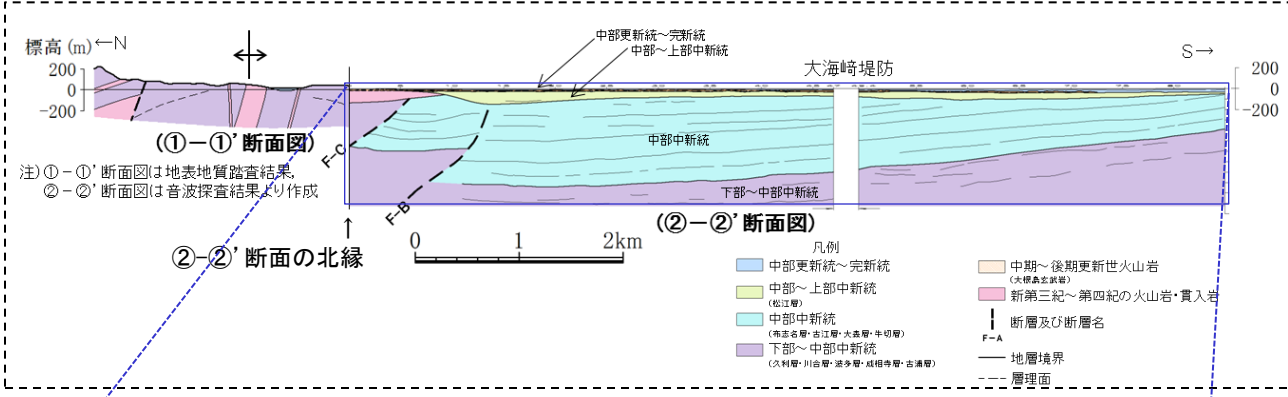 標高(m) ←N
200
0
-200
中部更新統～完新統
中部～上部中新統
大海崎堤防
S→
200
0
-200
(①-①’断面図)
F-C
F-B
中部中新統
下部～中部中新統
注)①-①’断面図は地表地質踏査結果,
②-②’断面図は音波探査結果より作成
(②-②’断面図)
②-②’断面の北縁
0 1 2km
凡例
中部更新統～完新統
中部～上部中新統
(松江層)
中部中新統
(布志名層・古江層・大森層・牛切層)
下部～中部中新統
(久利層・川合層・波多層・成相寺層・古浦層)
中期～後期更新世火山岩
(大根島玄武岩)
新第三紀～第四紀の火山岩・貫入岩
断層及び断層名
F-A
地層境界
層理面